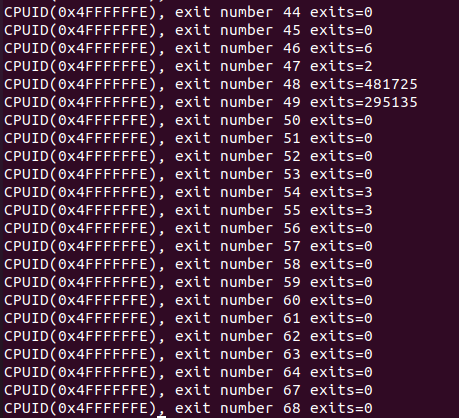 CPUID(0x4FFFFFFE), exit number 44 exits=0
CPUID(0x4FFFFFFE), exit number 45 exits=0
CPUID(0x4FFFFFFE), exit number 46 exits=6
CPUID(0x4FFFFFFE), exit number 47 exits=2
CPUID(0x4FFFFFFE), exit number 48 exits=481725
CPUID(0x4FFFFFFE), exit number 49 exits=295135
CPUID(0x4FFFFFFE), exit number 50 exits=0
CPUID(0x4FFFFFFE), exit number 51 exits=0
CPUID(0x4FFFFFFE), exit number 52 exits=0
CPUID(0x4FFFFFFE), exit number 53 exits=0
CPUID(0x4FFFFFFE), exit number 54 exits=3
CPUID(0x4FFFFFFE), exit number 55 exits=3
CPUID(0x4FFFFFFE), exit number 56 exits=0
CPUID(0x4FFFFFFE), exit number 57 exits=0
CPUID(0x4FFFFFFE), exit number 58 exits=0
CPUID(0x4FFFFFFE), exit number 59 exits=0
CPUID(0x4FFFFFFE), exit number 60 exits=0
CPUID(0x4FFFFFFE), exit number 61 exits=0
CPUID(0x4FFFFFFE), exit number 62 exits=0
CPUID(0x4FFFFFFE), exit number 63 exits=0
CPUID(0x4FFFFFFE), exit number 64 exits=0
CPUID(0x4FFFFFFE), exit number 67 exits=0
CPUID(0x4FFFFFFE), exit number 68 exits=0